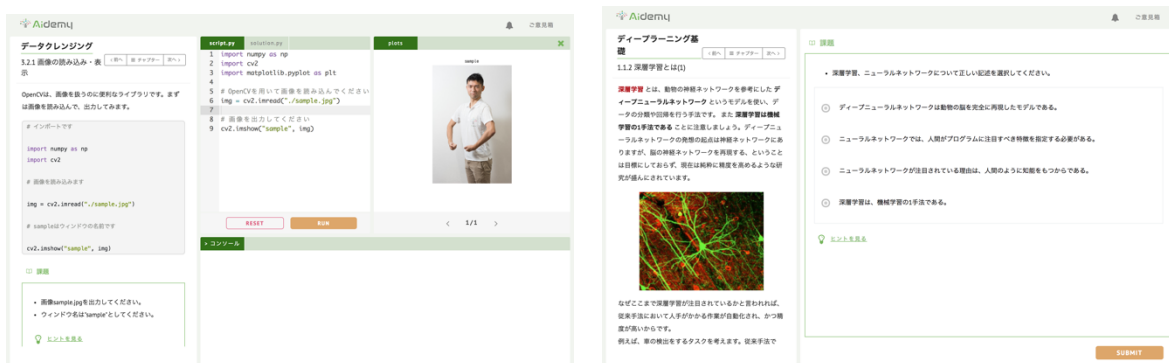 Aidemy
ご意見箱
データクレンジング
3.2.1 画像の読み込み・表
示
<前へ
チャプター
次へ>
OpenCVは、画像を扱うのに便利なライブラリです。まず
は画像を読み込んで、出力してみます。
# インポートです
import numpy as np
import cv2
# 画像を読み込みます
img = cv2.imread("./sample.jpg")
# sampleはウィンドウの名前です
cv2.imshow("sample", img)
課題
• 画像sample.jpgを出力してください。
• ウィンドウ名は"sample"としてください。
ヒントを見る
script.py
solution.py
1 import numpy as np
2 import cv2
3 import matplotlib.pyplot as plt
4
5 # OpenCVを用いて画像を読み込んでください
6 img = cv2.imread("./sample.jpg")
7
8 # 画像を出力してください
9 cv2.imshow("sample", img)
RESET
RUN
plots
×
sample
< 1/1 >
> コンソール
Aidemy
ご意見箱
ディープラーニング基
礎
<前へ
チャプター
次へ>
1.1.2 深層学習とは(1)
深層学習 とは、動物の神経ネットワークを参考にした デ
ィープニューラルネットワーク というモデルを使い、デ
ータの分類や回帰を行う手法です。また 深層学習は機械
学習の1手法である ことに注意しましょう。ディープニュ
ーラルネットワークの発想の起点は神経ネットワークにあ
りますが、脳の神経ネットワークを再現する、ということ
は目標にしておらず、現在は純粋に精度を高めるような研
究が盛んにされています。
なぜここまで深層学習が注目されているかと言われれば、
従来手法において人手がかかる作業が自動化され、かつ精
度が高いからです。
例えば、車の検出をするタスクを考えます。従来手法で
課題
• 深層学習、ニューラルネットワークについて正しい記述を選択してください。
ディープニューラルネットワークは動物の脳を完全に再現したモデルである。
ニューラルネットワークでは、人間がプログラムに注目すべき特徴を指定する必要がある。
ニューラルネットワークが注目されている理由は、人間のように知能をもつからである。
深層学習は、機械学習の1手法である。
ヒントを見る
SUBMIT